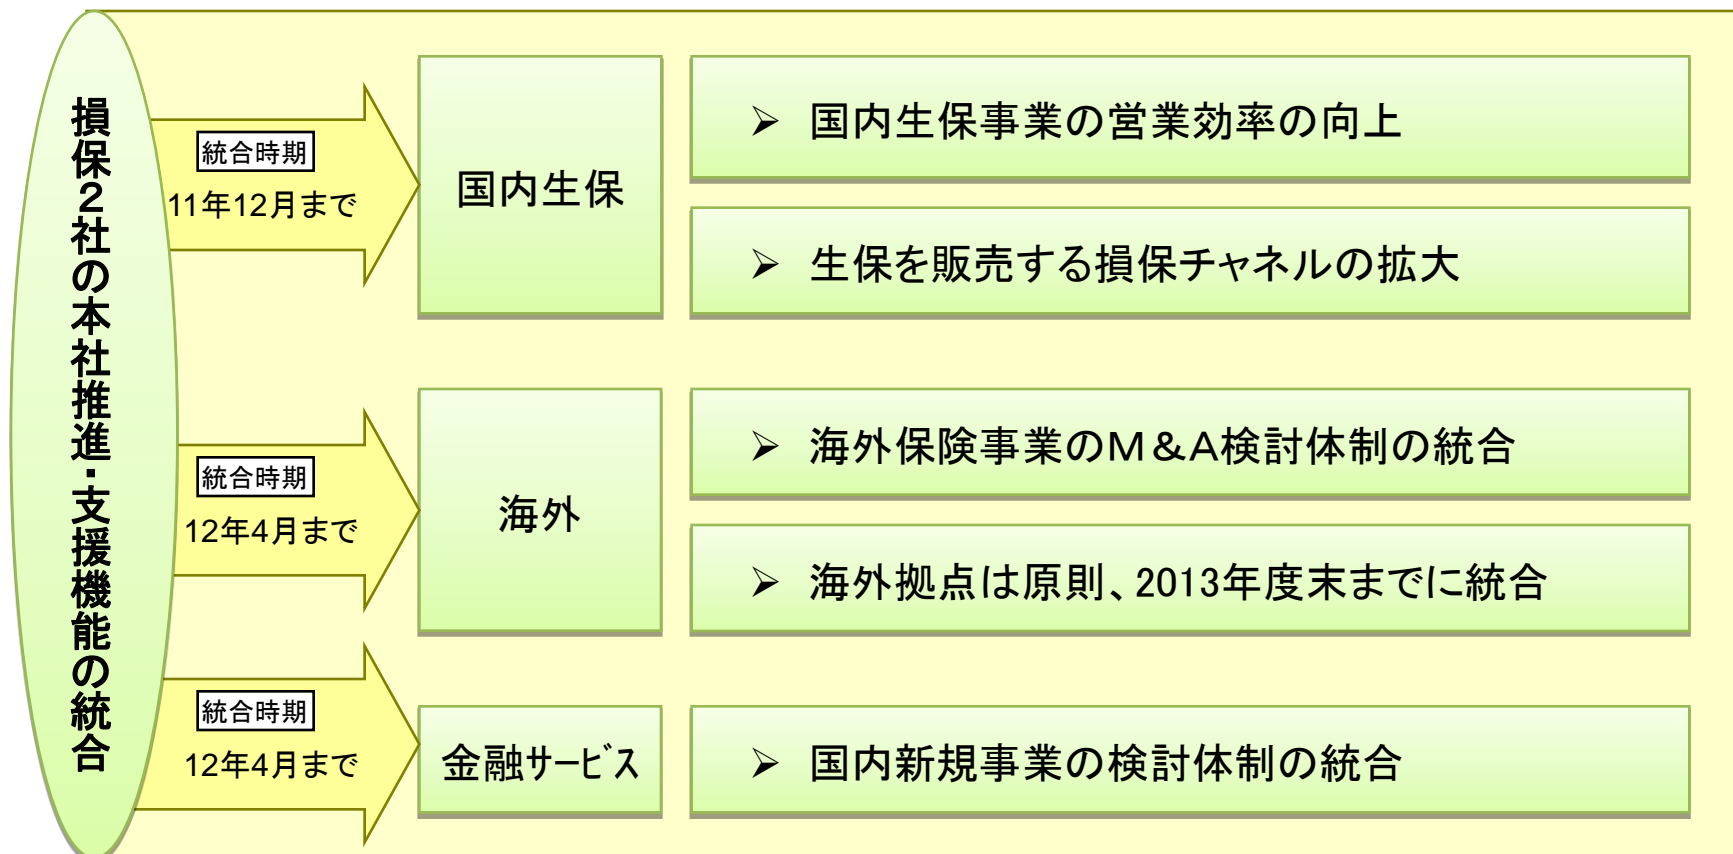 損保２社の本社推進・支援機能の統合
統合時期
11年12月まで
国内生保
➢ 国内生保事業の営業効率の向上
➢ 生保を販売する損保チャネルの拡大
統合時期
12年4月まで
海外
➢ 海外保険事業のＭ＆Ａ検討体制の統合
➢ 海外拠点は原則、2013年度末までに統合
統合時期
12年4月まで
金融ｻｰﾋﾞｽ
➢ 国内新規事業の検討体制の統合